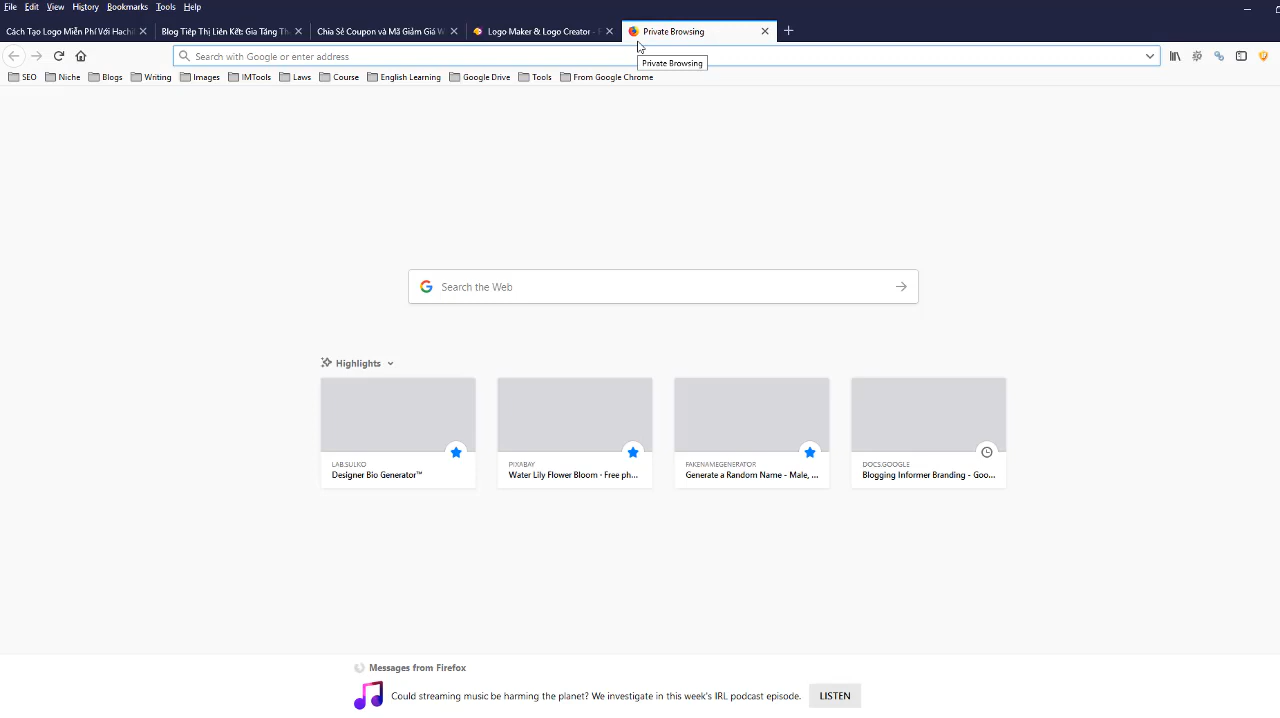 File Edit View History Bookmarks Tools Help
Cách Tạo Logo Miễn Phí Với Hachi Blog Tiếp Thị Liên Kết: Gia Tăng Th Chia Sẻ Coupon và Mã Giảm Giá W Logo Maker & Logo Creator - F Private Browsing
Search with Google or enter address
Private Browsing
SEO Niche Blogs Writing Images IMTools Laws Course English Learning Google Drive Tools From Google Chrome
Search the Web
Highlights
LAB.SULKO
Designer Bio Generator™
PIXABAY
Water Lily Flower Bloom · Free ph...
FAKENAMEGENERATOR
Generate a Random Name - Male, ...
DOCS.GOOGLE
Blogging Informer Branding - Goo...
Messages from Firefox
Could streaming music be harming the planet? We investigate in this week's IRL podcast episode. LISTEN